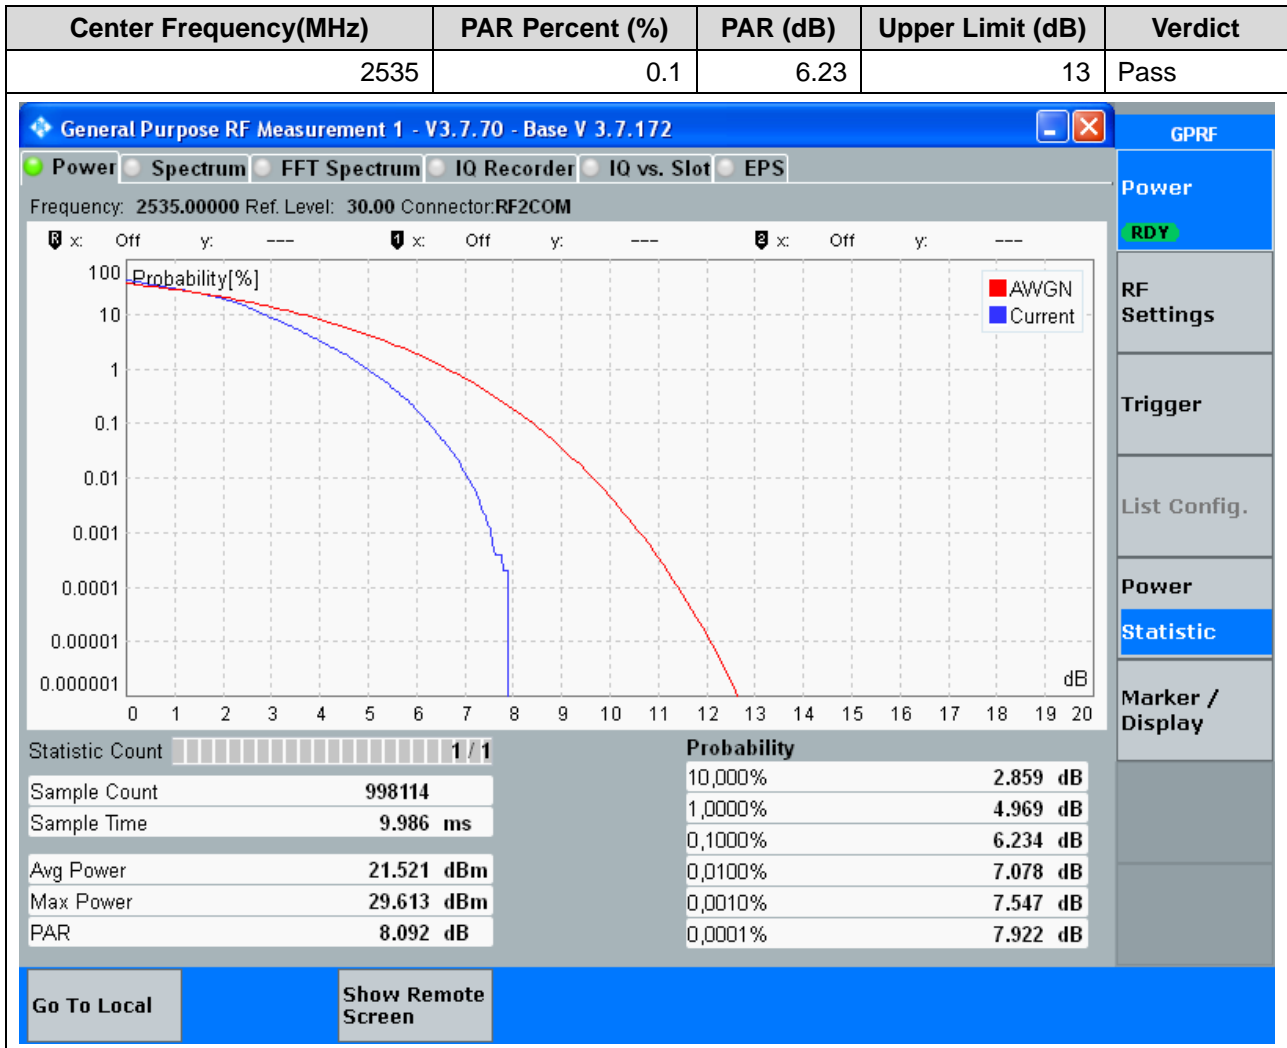 Center Frequency(MHz) PAR Percent (%) PAR (dB) Upper Limit (dB) Verdict
2535 0.1 6.23 13 Pass
General Purpose RF Measurement 1 - V3.7.70 - Base V 3.7.172
GPRF
Power Spectrum FFT Spectrum IQ Recorder IQ vs. Slot EPS
Frequency: 2535.00000 Ref. Level: 30.00 Connector:RF2COM
R x: Off y: --- 1 x: Off y: --- 2 x: Off y: ---
Probability[%]
AWGN
Current
100
10
1
0.1
0.01
0.001
0.0001
0.00001
0.000001
dB
0 1 2 3 4 5 6 7 8 9 10 11 12 13 14 15 16 17 18 19 20
Statistic Count 1 / 1
Sample Count 998114
Sample Time 9.986 ms
Avg Power 21.521 dBm
Max Power 29.613 dBm
PAR 8.092 dB
Probability
10,000% 2.859 dB
1,0000% 4.969 dB
0,1000% 6.234 dB
0,0100% 7.078 dB
0,0010% 7.547 dB
0,0001% 7.922 dB
Power
RDY
RF
Settings
Trigger
List Config.
Power
Statistic
Marker /
Display
Go To Local
Show Remote
Screen